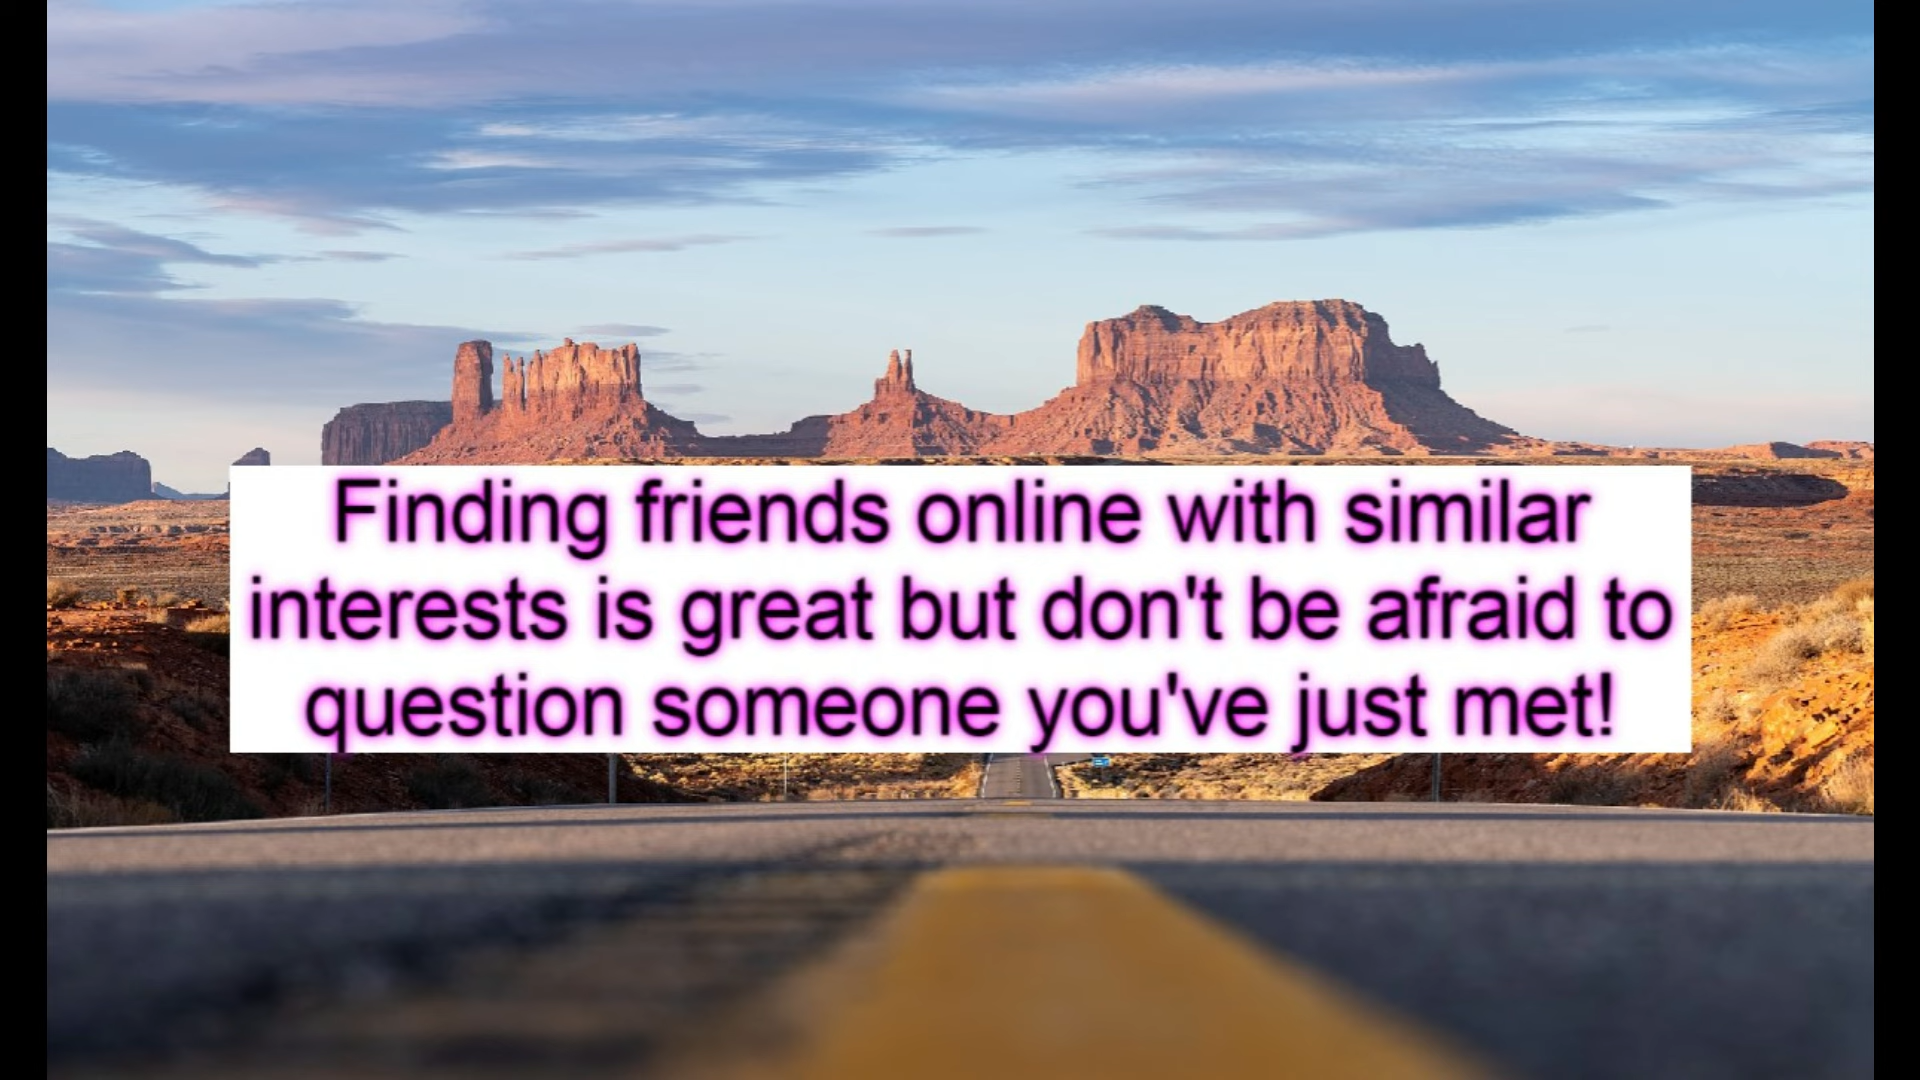 Finding friends online with similar
interests is great but don't be afraid to
question someone you've just met!